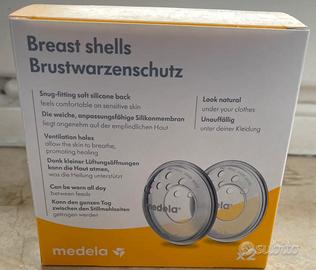 Breast shells
Brustwarzenschutz
Snug-fitting soft silicone back
feels comfortable on sensitive skin
Die weiche, anpassungsfähige Silikonmembran
liegt angenehm auf der empfindlichen Haut
Ventilation holes
allow the skin to breathe,
promoting healing
Dank kleiner Lüftungsöffnungen
kann die Haut atmen,
was die Heilung unterstützt
Can be worn all day
between feeds
Kann den ganzen Tag
zwischen den Stillmahlzeiten
getragen werden
Look natural
under your clothes
Unauffällig
unter deiner Kleidung
medela
medela
medela
subito